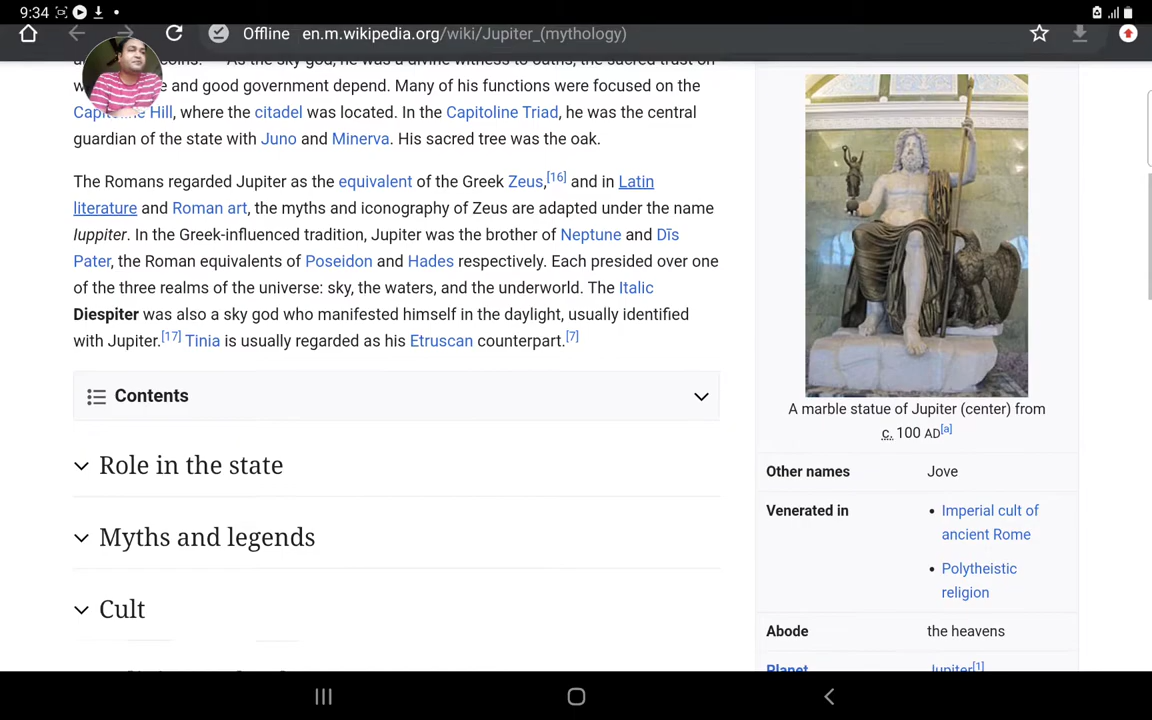 9:34
Offline en.m.wikipedia.org/wiki/Jupiter_(mythology)
and good government depend. Many of his functions were focused on the
Hill, where the citadel was located. In the Capitoline Triad, he was the central
guardian of the state with Juno and Minerva. His sacred tree was the oak.
The Romans regarded Jupiter as the equivalent of the Greek Zeus,[16] and in Latin
literature and Roman art, the myths and iconography of Zeus are adapted under the name
Iuppiter. In the Greek-influenced tradition, Jupiter was the brother of Neptune and Dīs
Pater, the Roman equivalents of Poseidon and Hades respectively. Each presided over one
of the three realms of the universe: sky, the waters, and the underworld. The Italic
Diespiter was also a sky god who manifested himself in the daylight, usually identified
with Jupiter.[17] Tinia is usually regarded as his Etruscan counterpart.[7]
Contents
Role in the state
Myths and legends
Cult
A marble statue of Jupiter (center) from
c. 100 AD[a]
Other names Jove
Venerated in • Imperial cult of
ancient Rome
• Polytheistic
religion
Abode the heavens
Planet Jupiter[1]